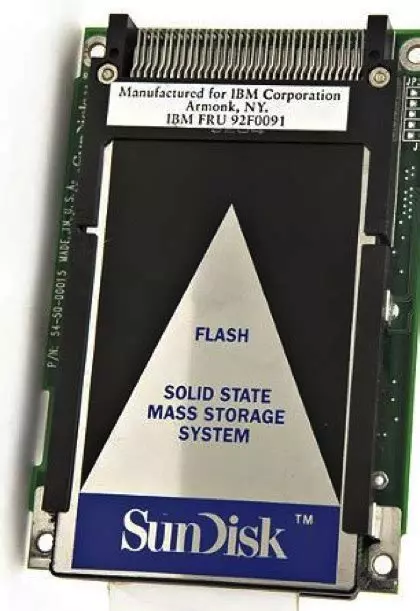 Manufactured for IBM Corporation
Armonk, NY.
IBM FRU 92F0091
FLASH
SOLID STATE
MASS STORAGE
SYSTEM
SunDisk™
P/N: 54-50-00015 MADE IN U.S.A.
SunDisk